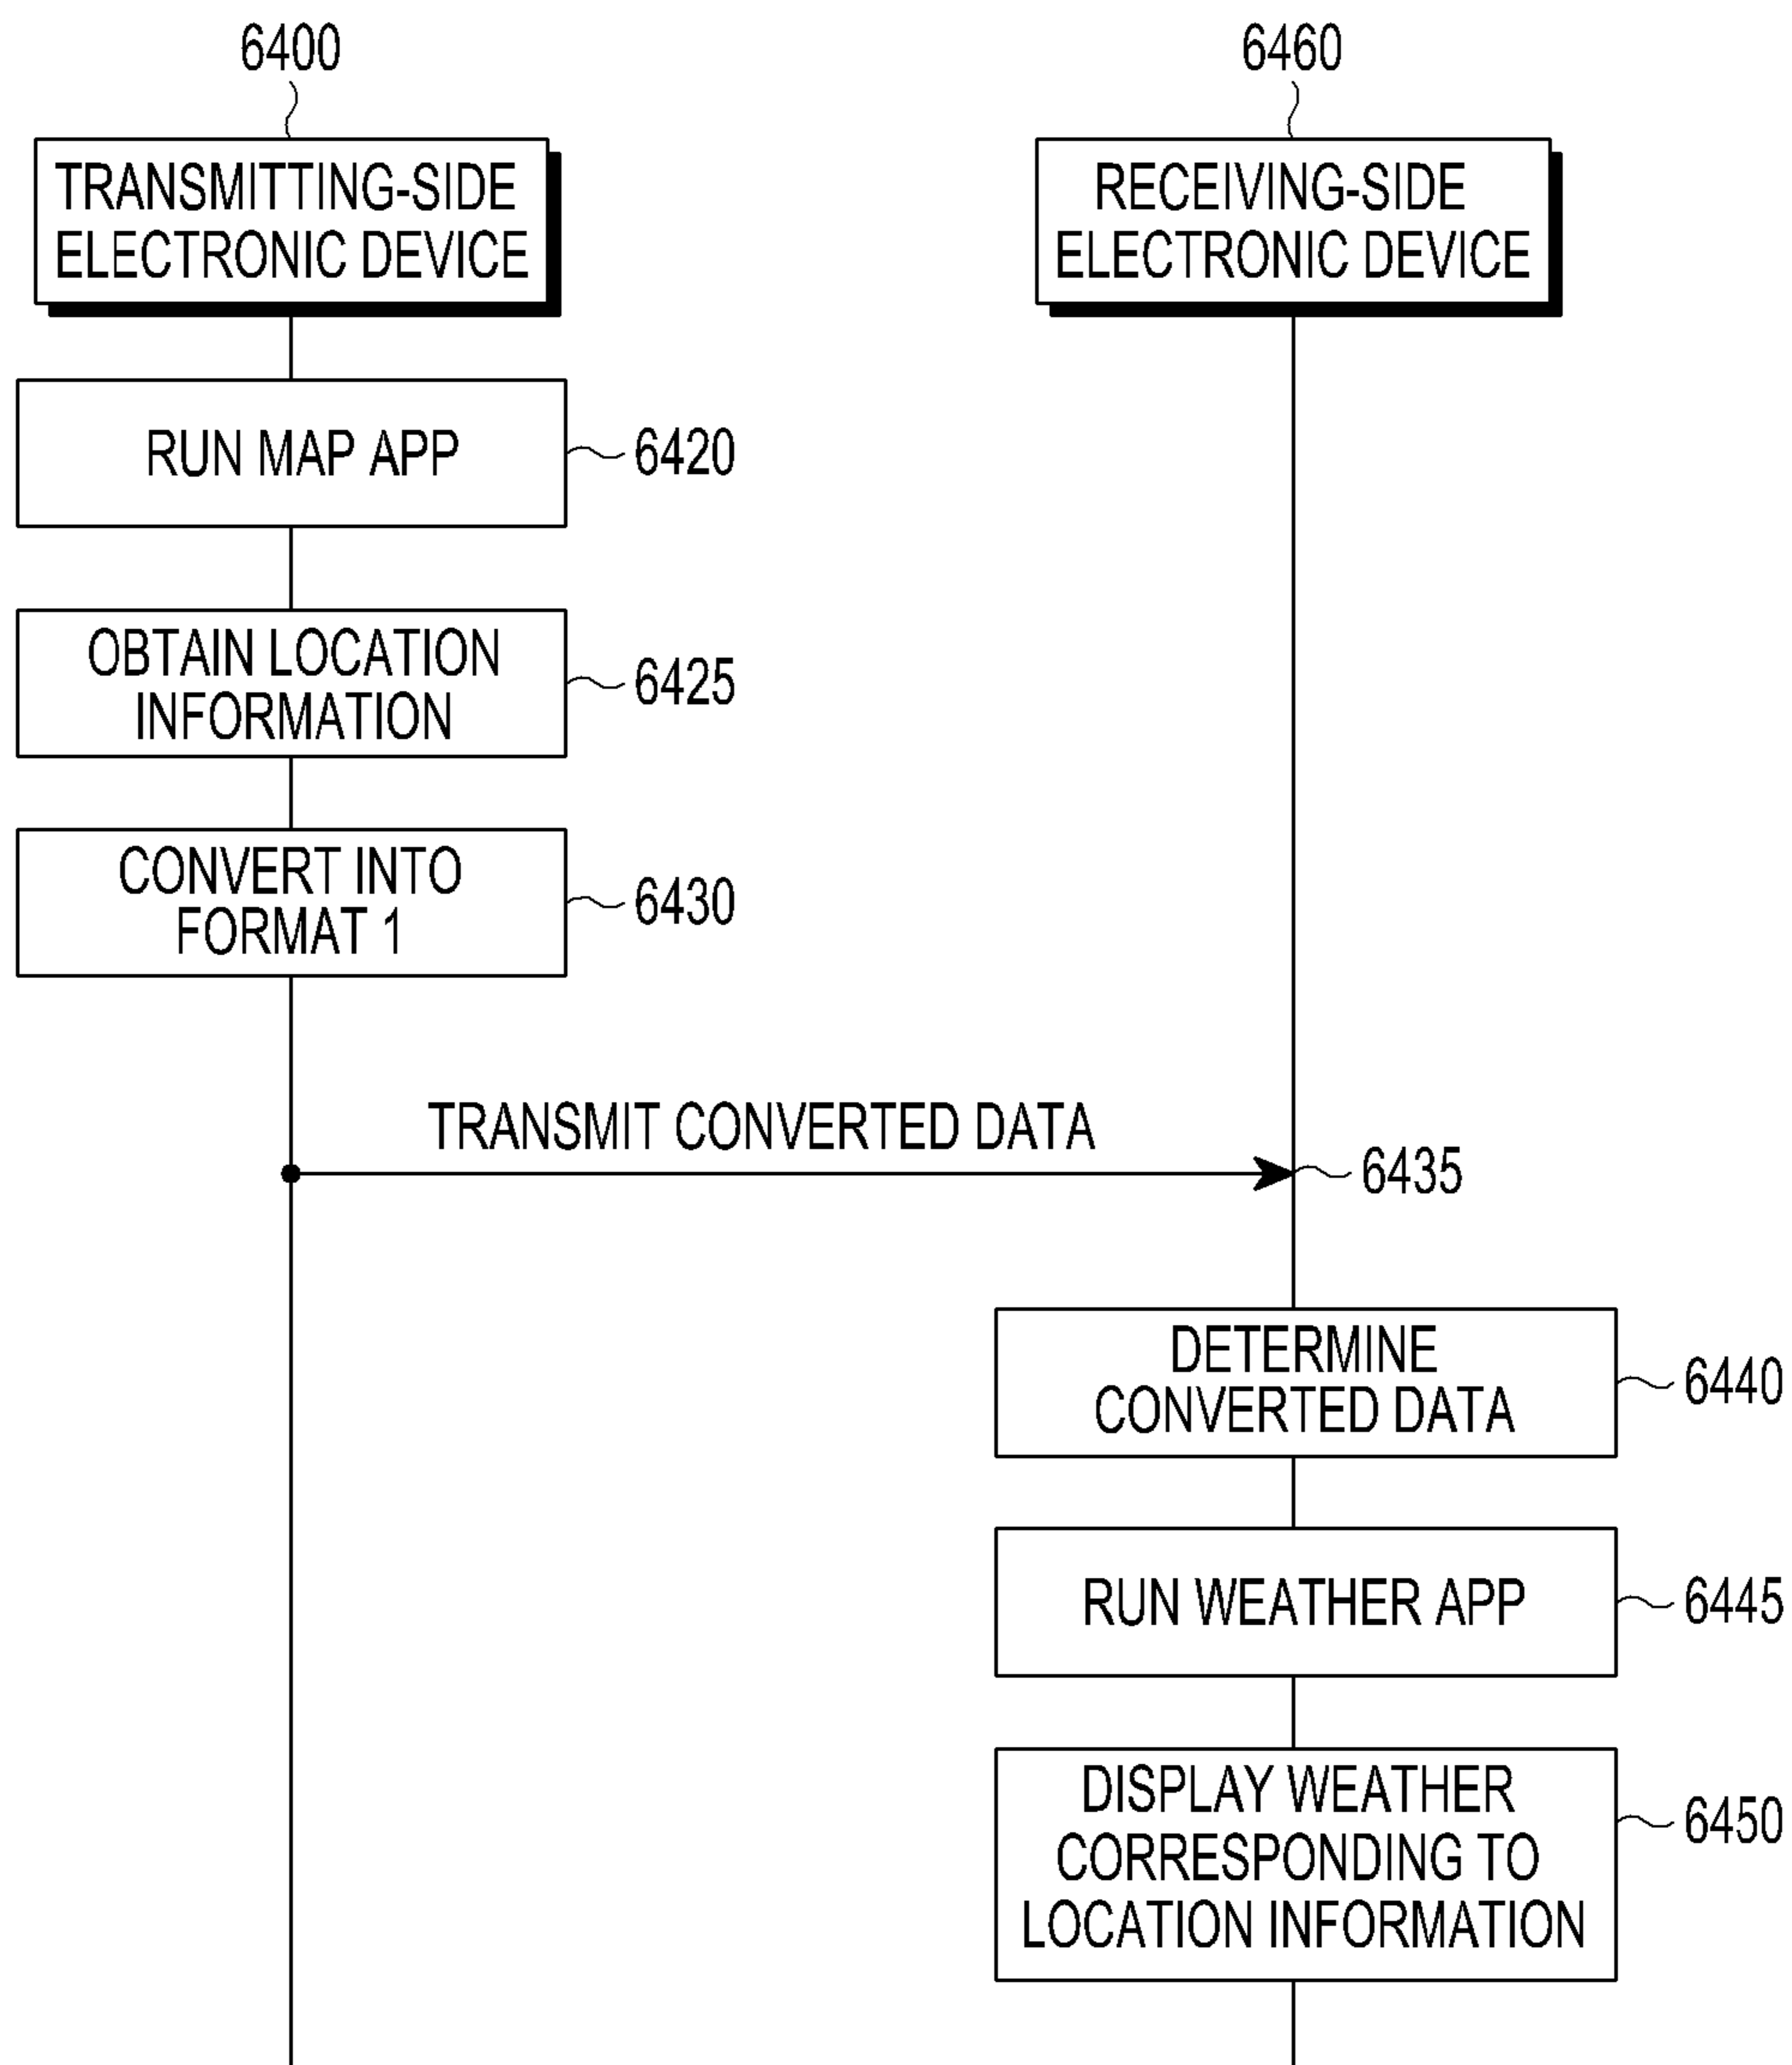 6400
6460
TRANSMITTING-SIDE
ELECTRONIC DEVICE
RECEIVING-SIDE
ELECTRONIC DEVICE
RUN MAP APP
6420
OBTAIN LOCATION
INFORMATION
6425
CONVERT INTO
FORMAT 1
6430
TRANSMIT CONVERTED DATA
6435
DETERMINE
CONVERTED DATA
6440
RUN WEATHER APP
6445
DISPLAY WEATHER
CORRESPONDING TO
LOCATION INFORMATION
6450